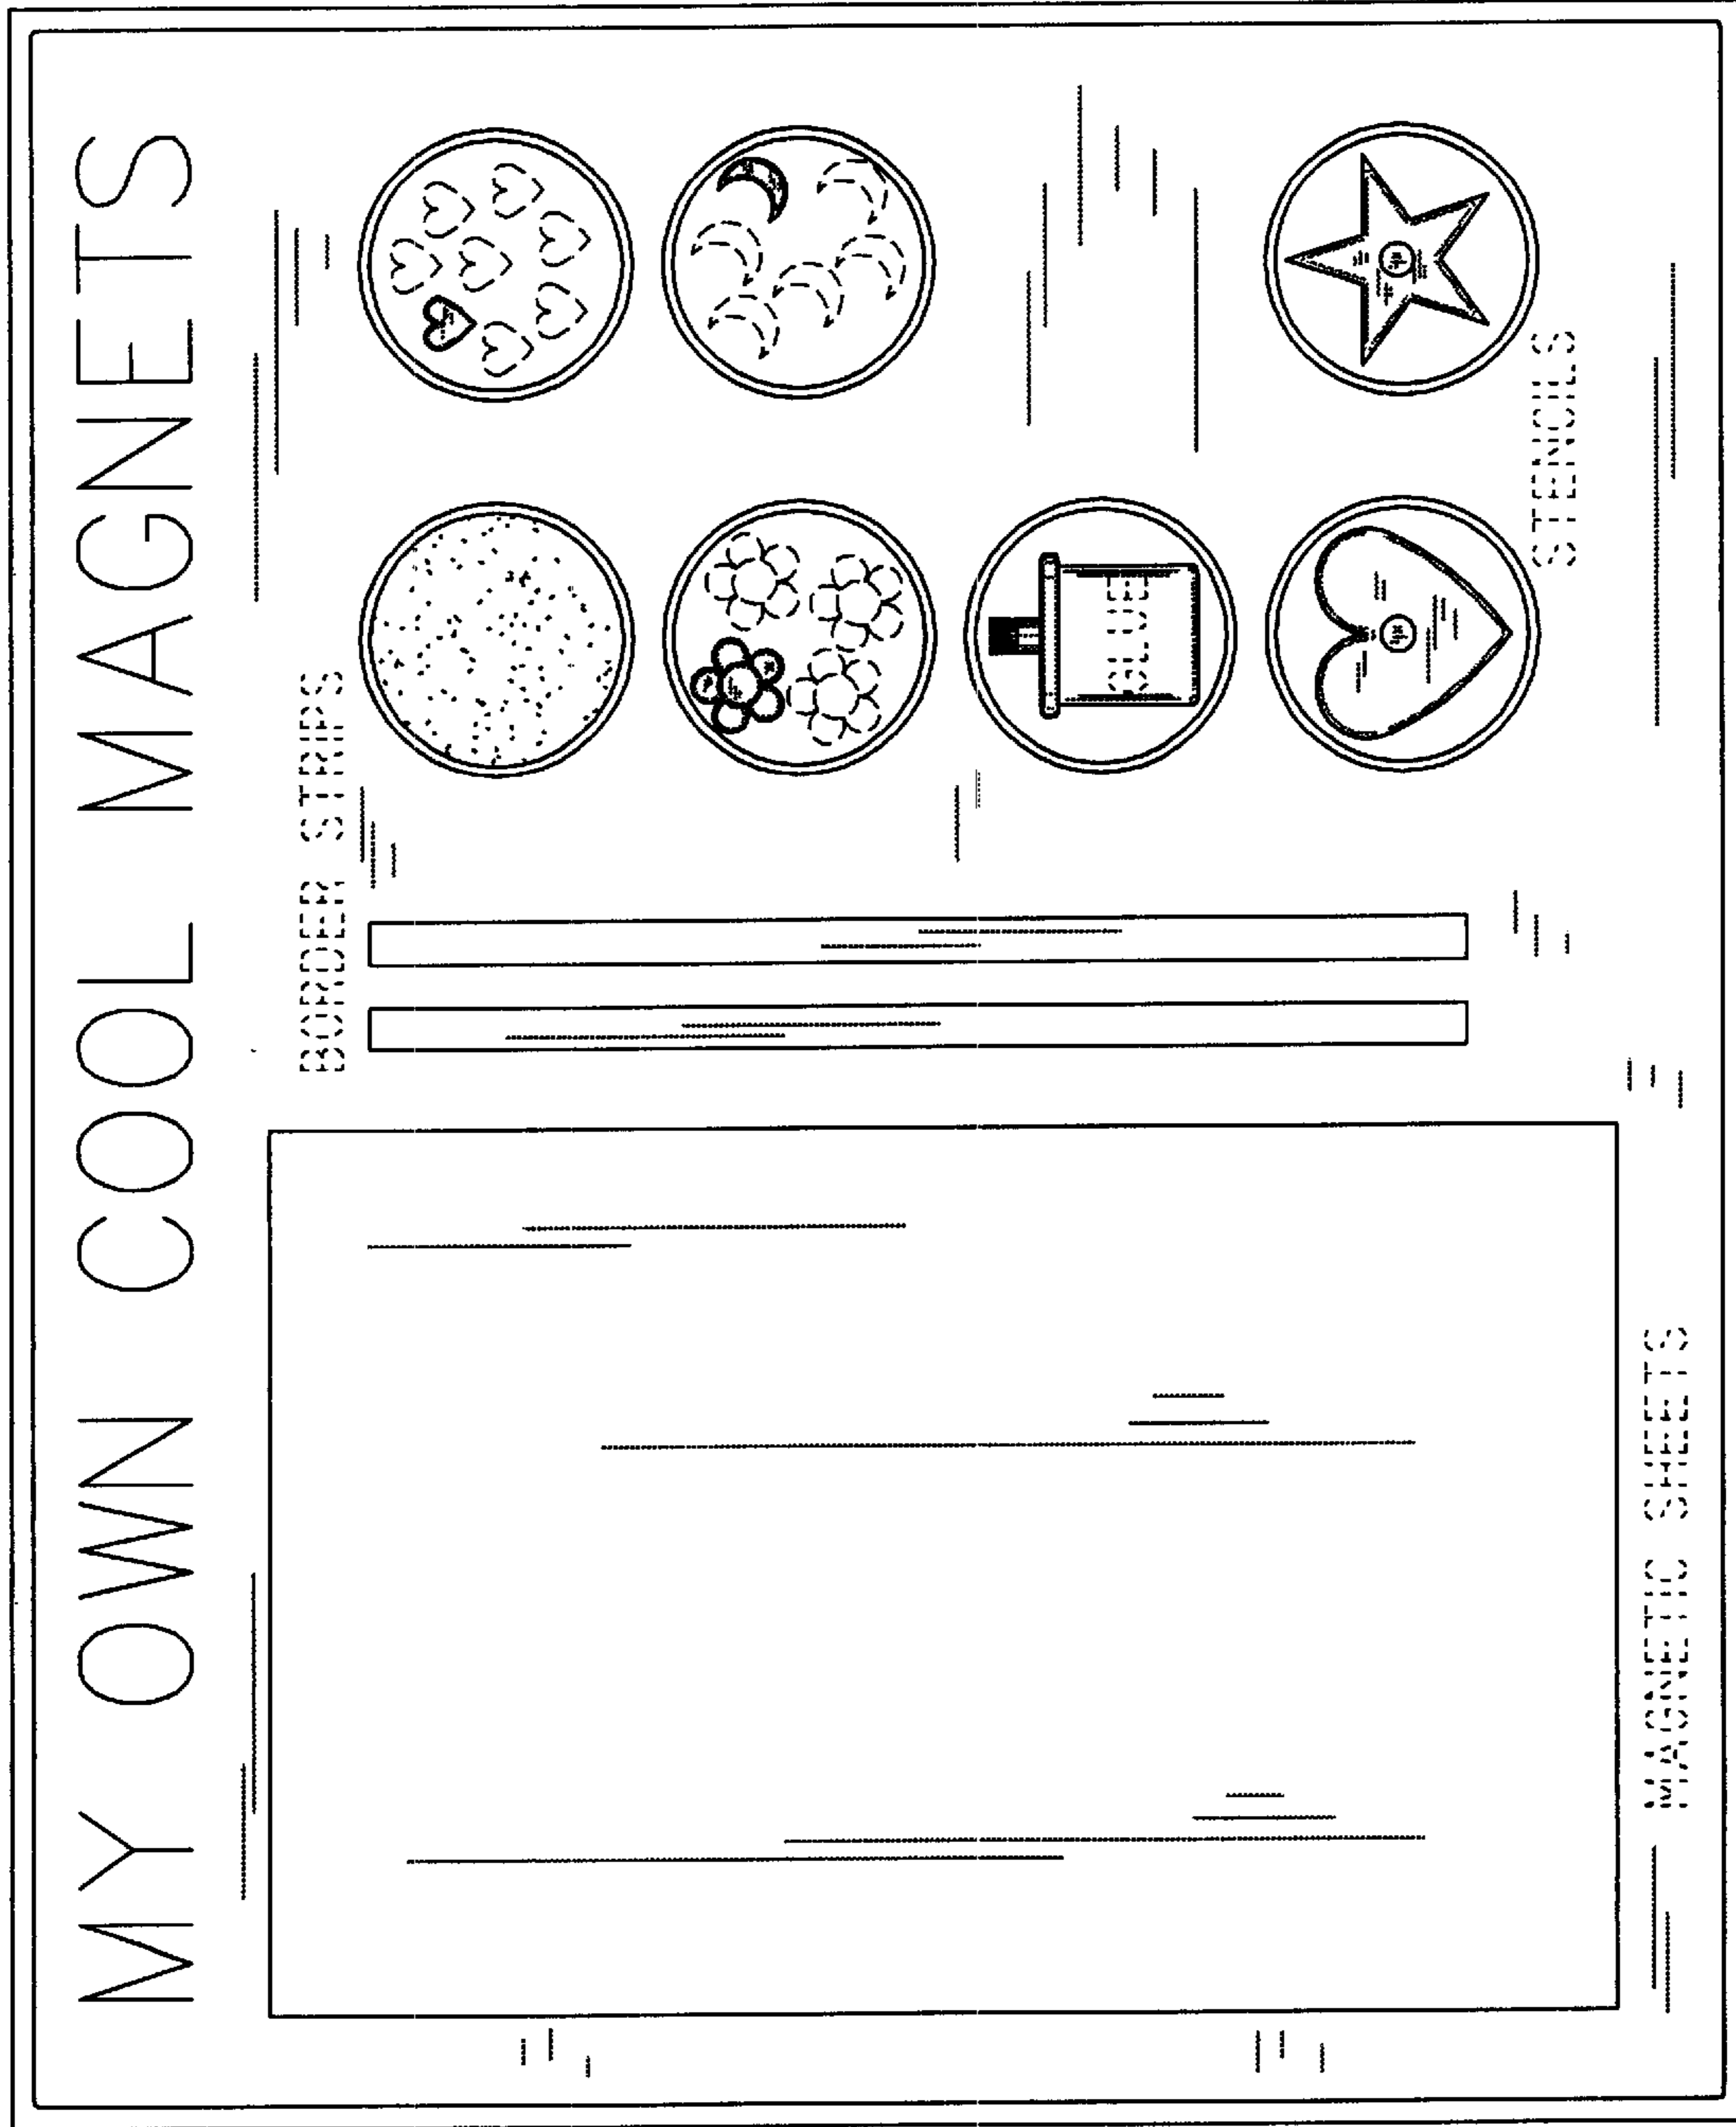 MY OWN COOL MAGNETS
BORDER STRIPS
GLUE
STENCILS
MAGNETIC SHEETS